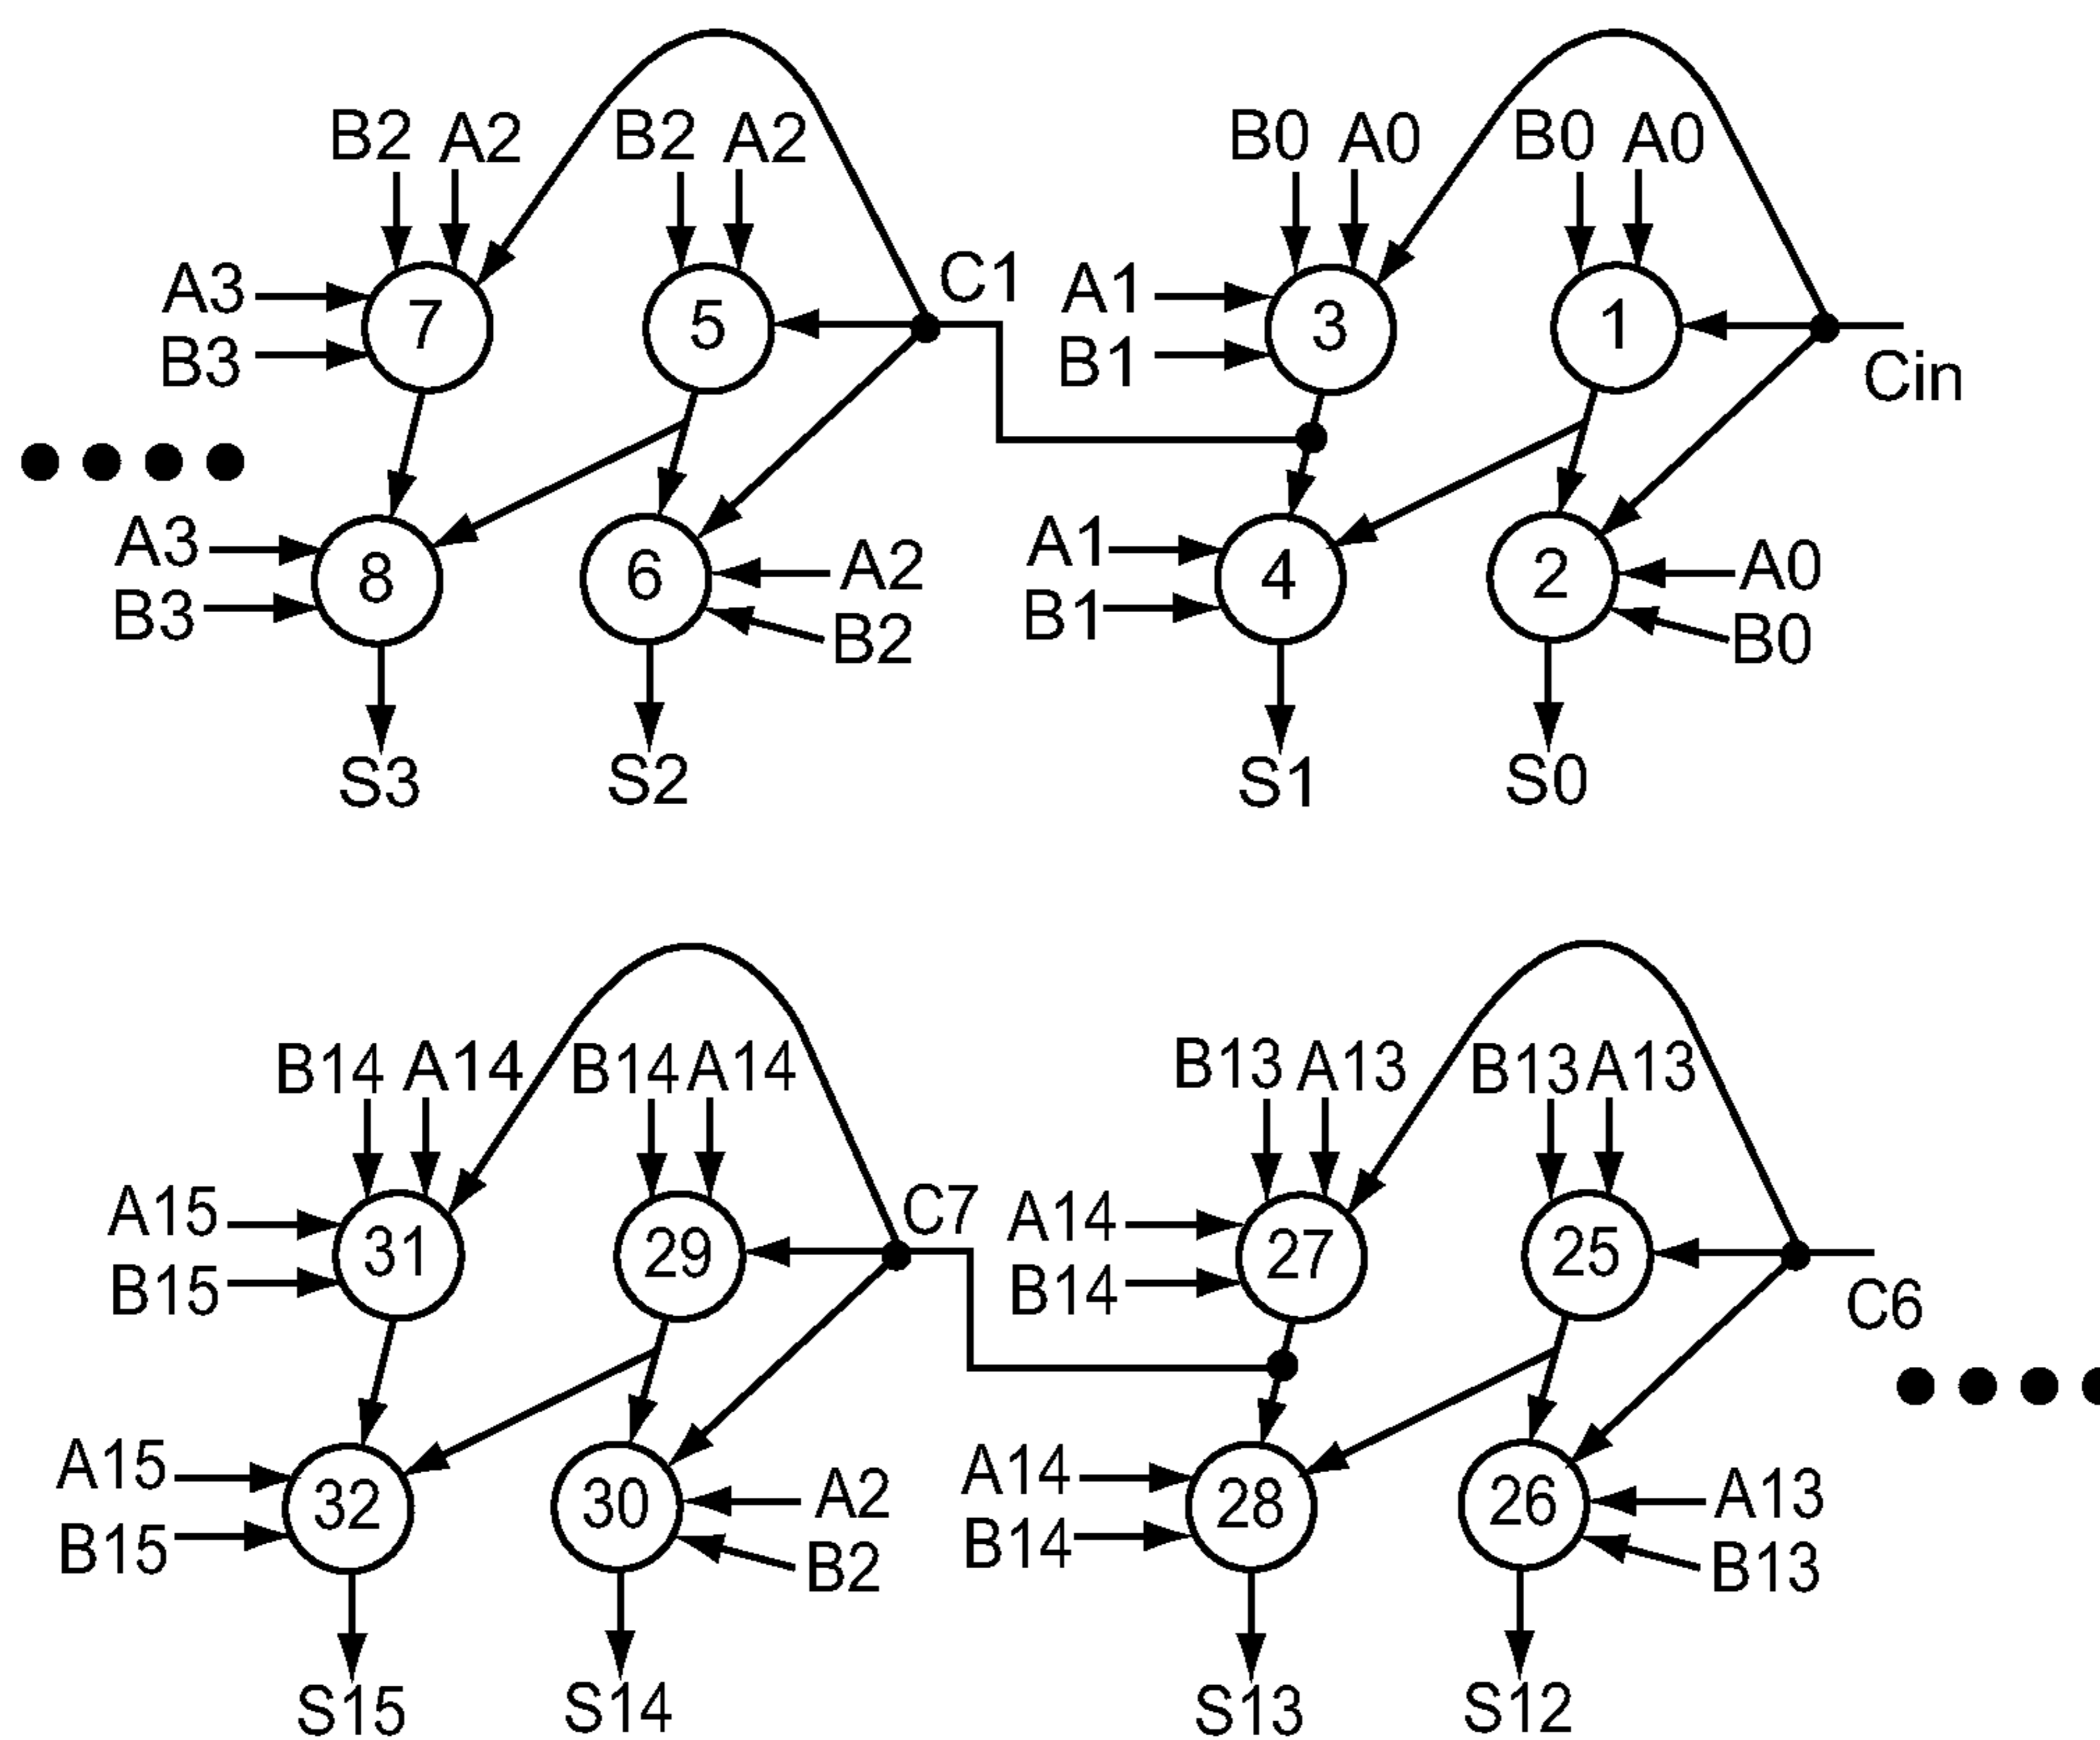 B2 A2 B2 A2 B0 A0 B0 A0
A3 7 5 C1 A1 3 1
B3 B1 Cin
A3 8 6 A2 A1 4 2 A0
B3 B2 B1 B0
S3 S2 S1 S0
B14 A14 B14 A14 B13 A13 B13 A13
A15 31 29 C7 A14 27 25
B15 B14 C6
A15 32 30 A2 A14 28 26 A13
B15 B2 B14 B13
S15 S14 S13 S12